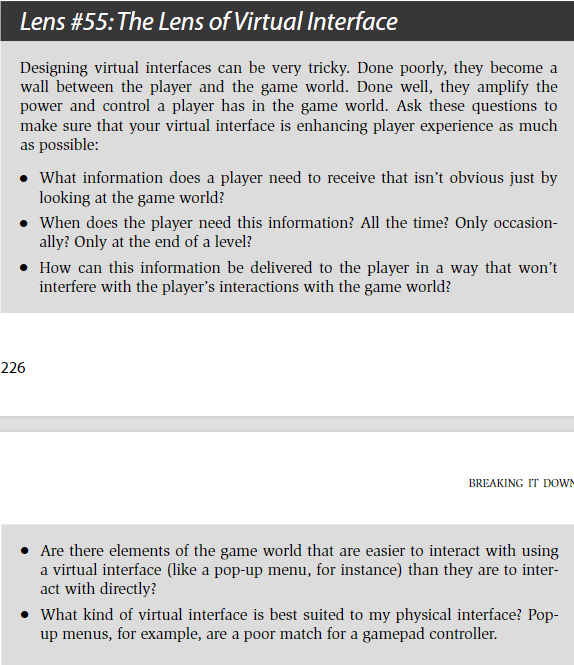 Lens #55: The Lens of Virtual Interface
Designing virtual interfaces can be very tricky. Done poorly, they become a
wall between the player and the game world. Done well, they amplify the
power and control a player has in the game world. Ask these questions to
make sure that your virtual interface is enhancing player experience as much
as possible:
● What information does a player need to receive that isn't obvious just by
looking at the game world?
● When does the player need this information? All the time? Only occasion-
ally? Only at the end of a level?
● How can this information be delivered to the player in a way that won't
interfere with the player's interactions with the game world?
226
BREAKING IT DOWN
● Are there elements of the game world that are easier to interact with using
a virtual interface (like a pop-up menu, for instance) than they are to inter-
act with directly?
● What kind of virtual interface is best suited to my physical interface? Pop-
up menus, for example, are a poor match for a gamepad controller.